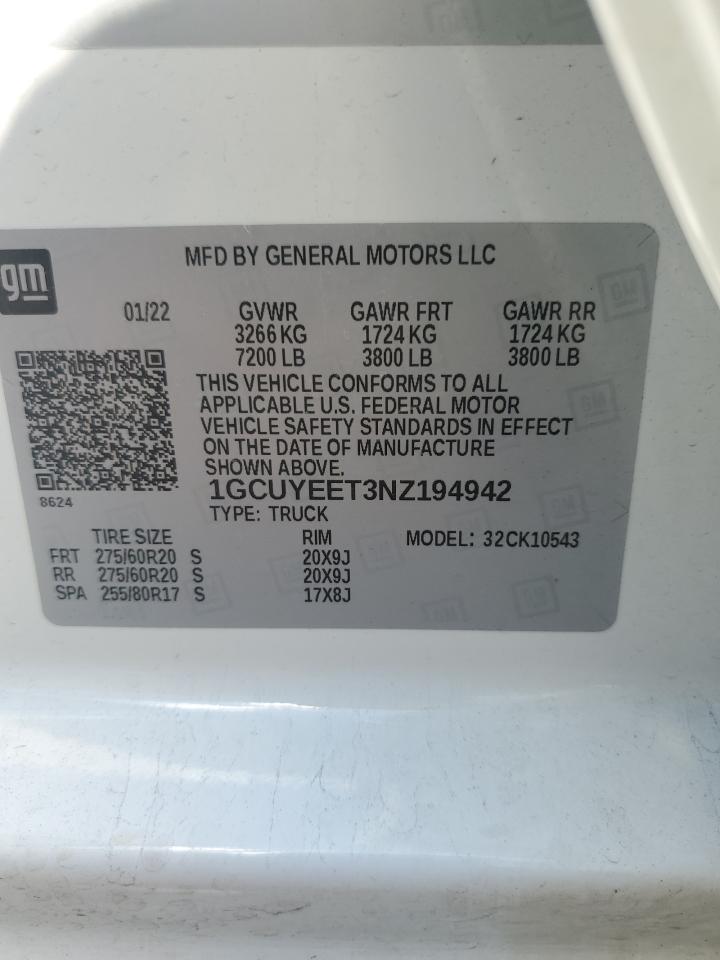 MFD BY GENERAL MOTORS LLC
gm
01/22 GVWR GAWR FRT GAWR RR
3266 KG 1724 KG 1724 KG
7200 LB 3800 LB 3800 LB
THIS VEHICLE CONFORMS TO ALL
APPLICABLE U.S. FEDERAL MOTOR
VEHICLE SAFETY STANDARDS IN EFFECT
ON THE DATE OF MANUFACTURE
SHOWN ABOVE.
8624
1GCUYEET3NZ194942
TYPE: TRUCK
TIRE SIZE RIM MODEL: 32CK10543
FRT 275/60R20 S 20X9J
RR 275/60R20 S 20X9J
SPA 255/80R17 S 17X8J